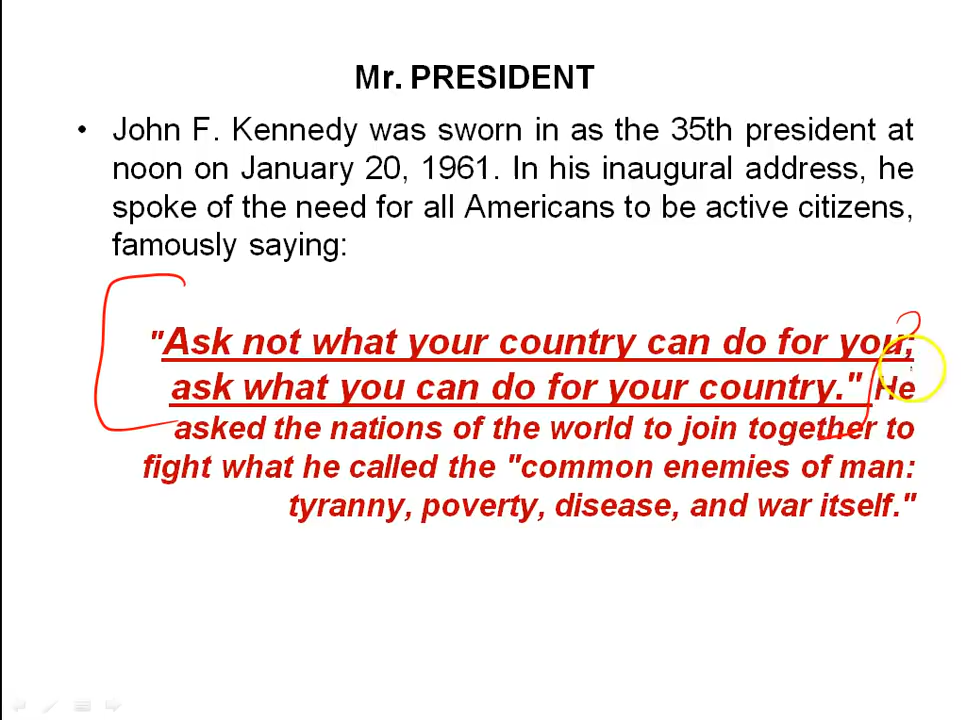 Mr. PRESIDENT
• John F. Kennedy was sworn in as the 35th president at
noon on January 20, 1961. In his inaugural address, he
spoke of the need for all Americans to be active citizens,
famously saying:
"Ask not what your country can do for you;
ask what you can do for your country." He
asked the nations of the world to join together to
fight what he called the "common enemies of man:
tyranny, poverty, disease, and war itself."